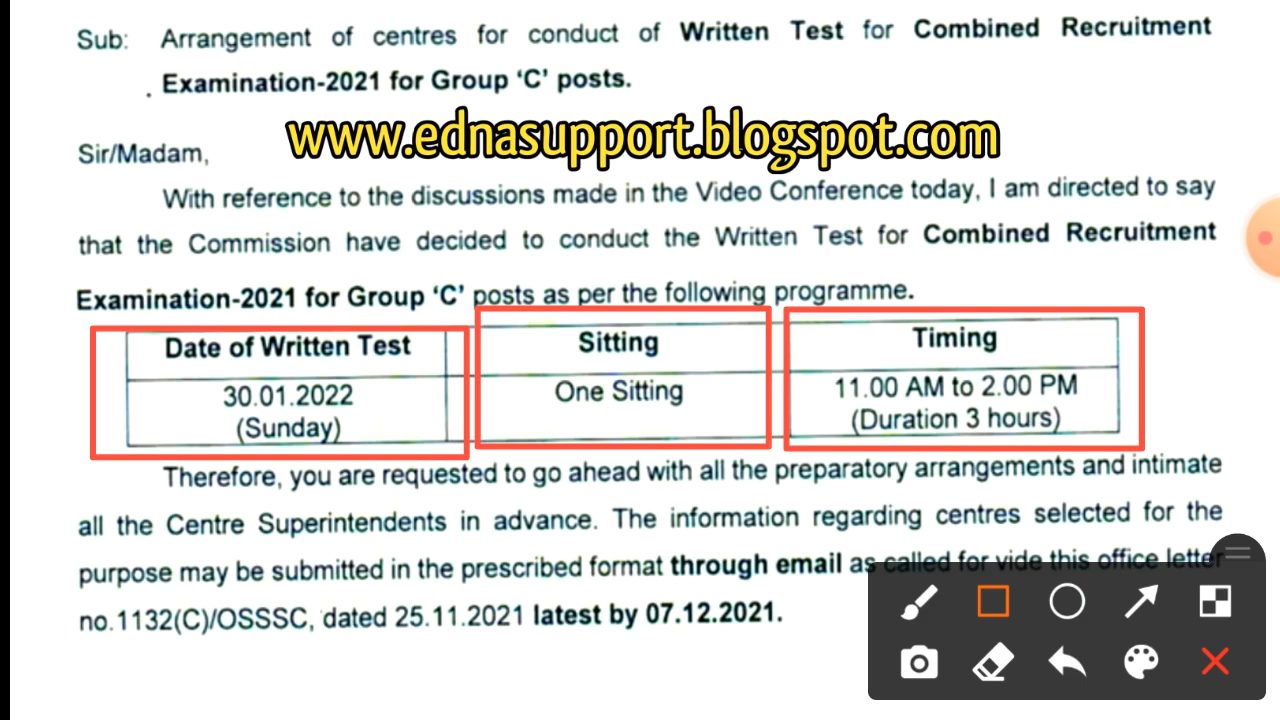 Sub: Arrangement of centres for conduct of Written Test for Combined Recruitment
Examination-2021 for Group ‘C’ posts.
www.ednasupport.blogspot.com
Sir/Madam,
With reference to the discussions made in the Video Conference today, I am directed to say
that the Commission have decided to conduct the Written Test for Combined Recruitment
Examination-2021 for Group ‘C’ posts as per the following programme.
Date of Written Test Sitting Timing
30.01.2022 One Sitting 11.00 AM to 2.00 PM
(Sunday) (Duration 3 hours)
Therefore, you are requested to go ahead with all the preparatory arrangements and intimate
all the Centre Superintendents in advance. The information regarding centres selected for the
purpose may be submitted in the prescribed format through email as called for vide this office letter
no.1132(C)/OSSSC, dated 25.11.2021 latest by 07.12.2021.